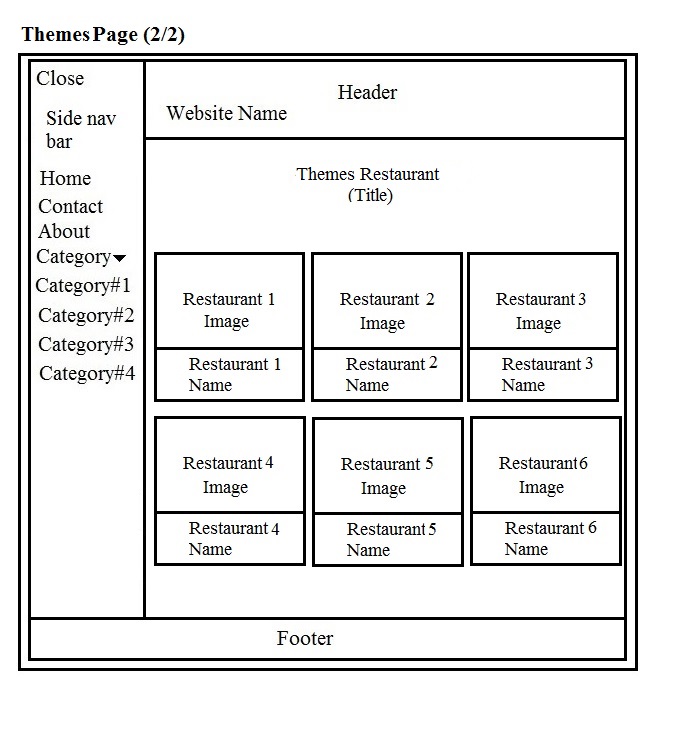 Themes Page (2/2)
Close
Side nav
bar
Home
Contact
About
Category
Category#1
Category#2
Category#3
Category#4
Header
Website Name
Themes Restaurant
(Title)
Restaurant 1
Image
Restaurant 1
Name
Restaurant 2
Image
Restaurant 2
Name
Restaurant 3
Image
Restaurant 3
Name
Restaurant 4
Image
Restaurant 4
Name
Restaurant 5
Image
Restaurant 5
Name
Restaurant6
Image
Restaurant 6
Name
Footer